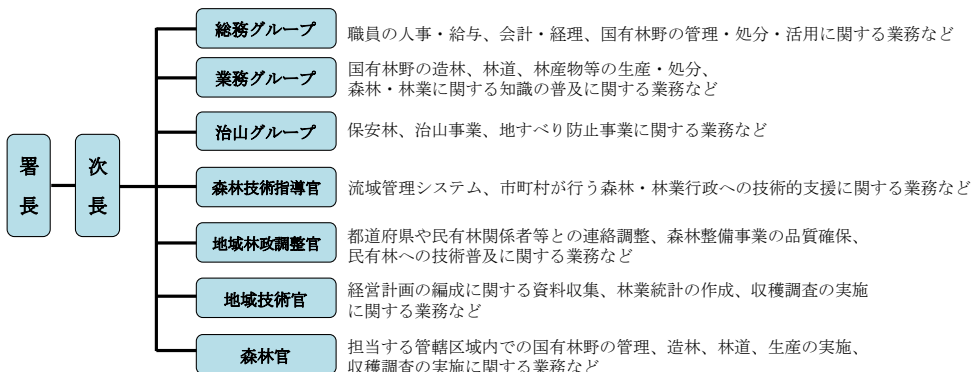 署長
次長
総務グループ
職員の人事・給与、会計・経理、国有林野の管理・処分・活用に関する業務など
業務グループ
国有林野の造林、林道、林産物等の生産・処分、
森林・林業に関する知識の普及に関する業務など
治山グループ
保安林、治山事業、地すべり防止事業に関する業務など
森林技術指導官
流域管理システム、市町村が行う森林・林業行政への技術的支援に関する業務など
地域林政調整官
都道府県や民有林関係者等との連絡調整、森林整備事業の品質確保、
民有林への技術普及に関する業務など
地域技術官
経営計画の編成に関する資料収集、林業統計の作成、収穫調査の実施
に関する業務など
森林官
担当する管轄区域内での国有林野の管理、造林、林道、生産の実施、
収穫調査の実施に関する業務など